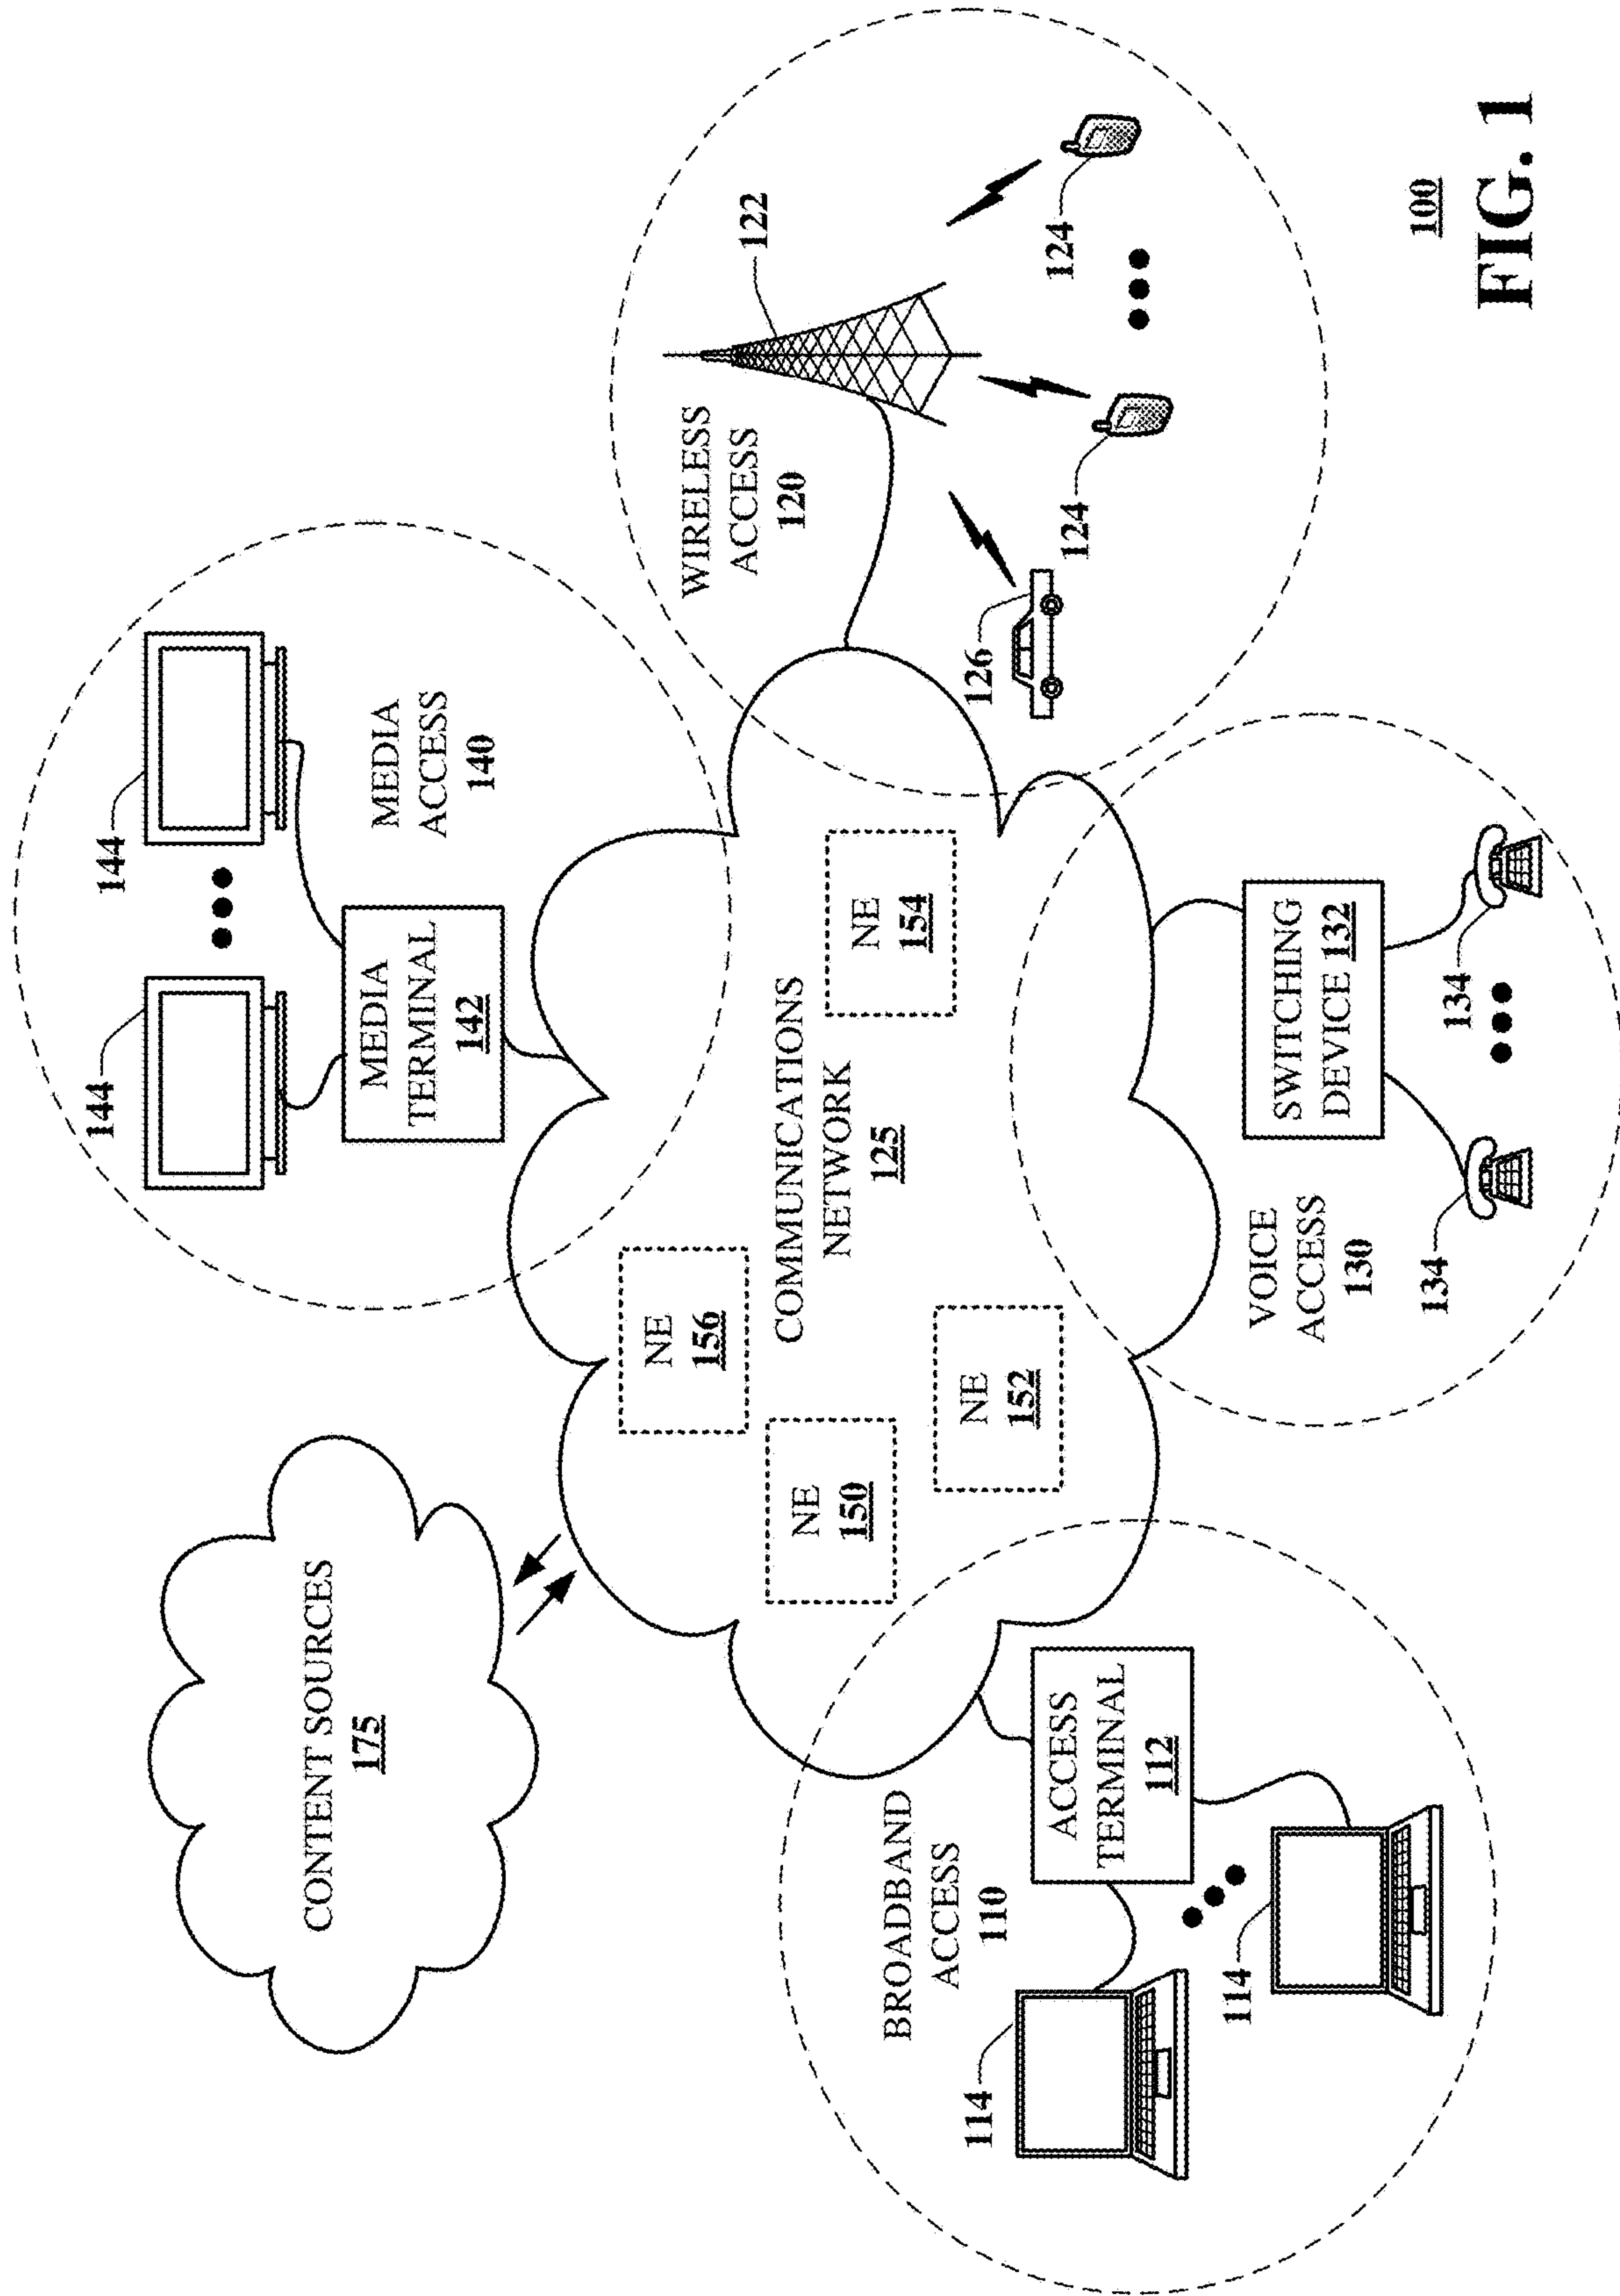 CONTENT SOURCES
175
144
144
MEDIA
TERMINAL
142
MEDIA
ACCESS
140
WIRELESS
ACCESS
120
122
NE
156
NE
150
COMMUNICATIONS
NETWORK
125
NE
154
NE
152
BROADBAND
ACCESS
110
ACCESS
TERMINAL
112
114
114
126
124
124
VOICE
ACCESS
130
SWITCHING
DEVICE 132
134
134
100
FIG. 1